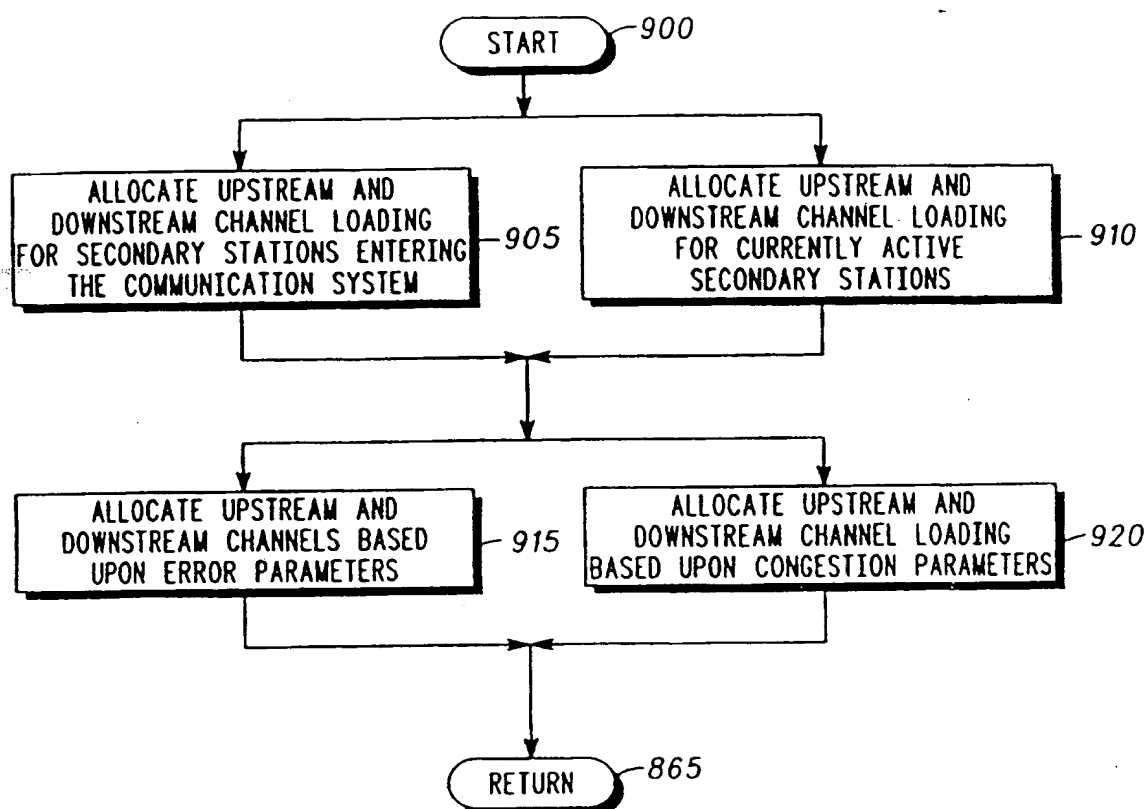 START
900
ALLOCATE UPSTREAM AND
DOWNSTREAM CHANNEL LOADING
FOR SECONDARY STATIONS ENTERING
THE COMMUNICATION SYSTEM
905
ALLOCATE UPSTREAM AND
DOWNSTREAM CHANNEL LOADING
FOR CURRENTLY ACTIVE
SECONDARY STATIONS
910
ALLOCATE UPSTREAM AND
DOWNSTREAM CHANNELS BASED
UPON ERROR PARAMETERS
915
ALLOCATE UPSTREAM AND
DOWNSTREAM CHANNEL LOADING
BASED UPON CONGESTION PARAMETERS
920
RETURN
865